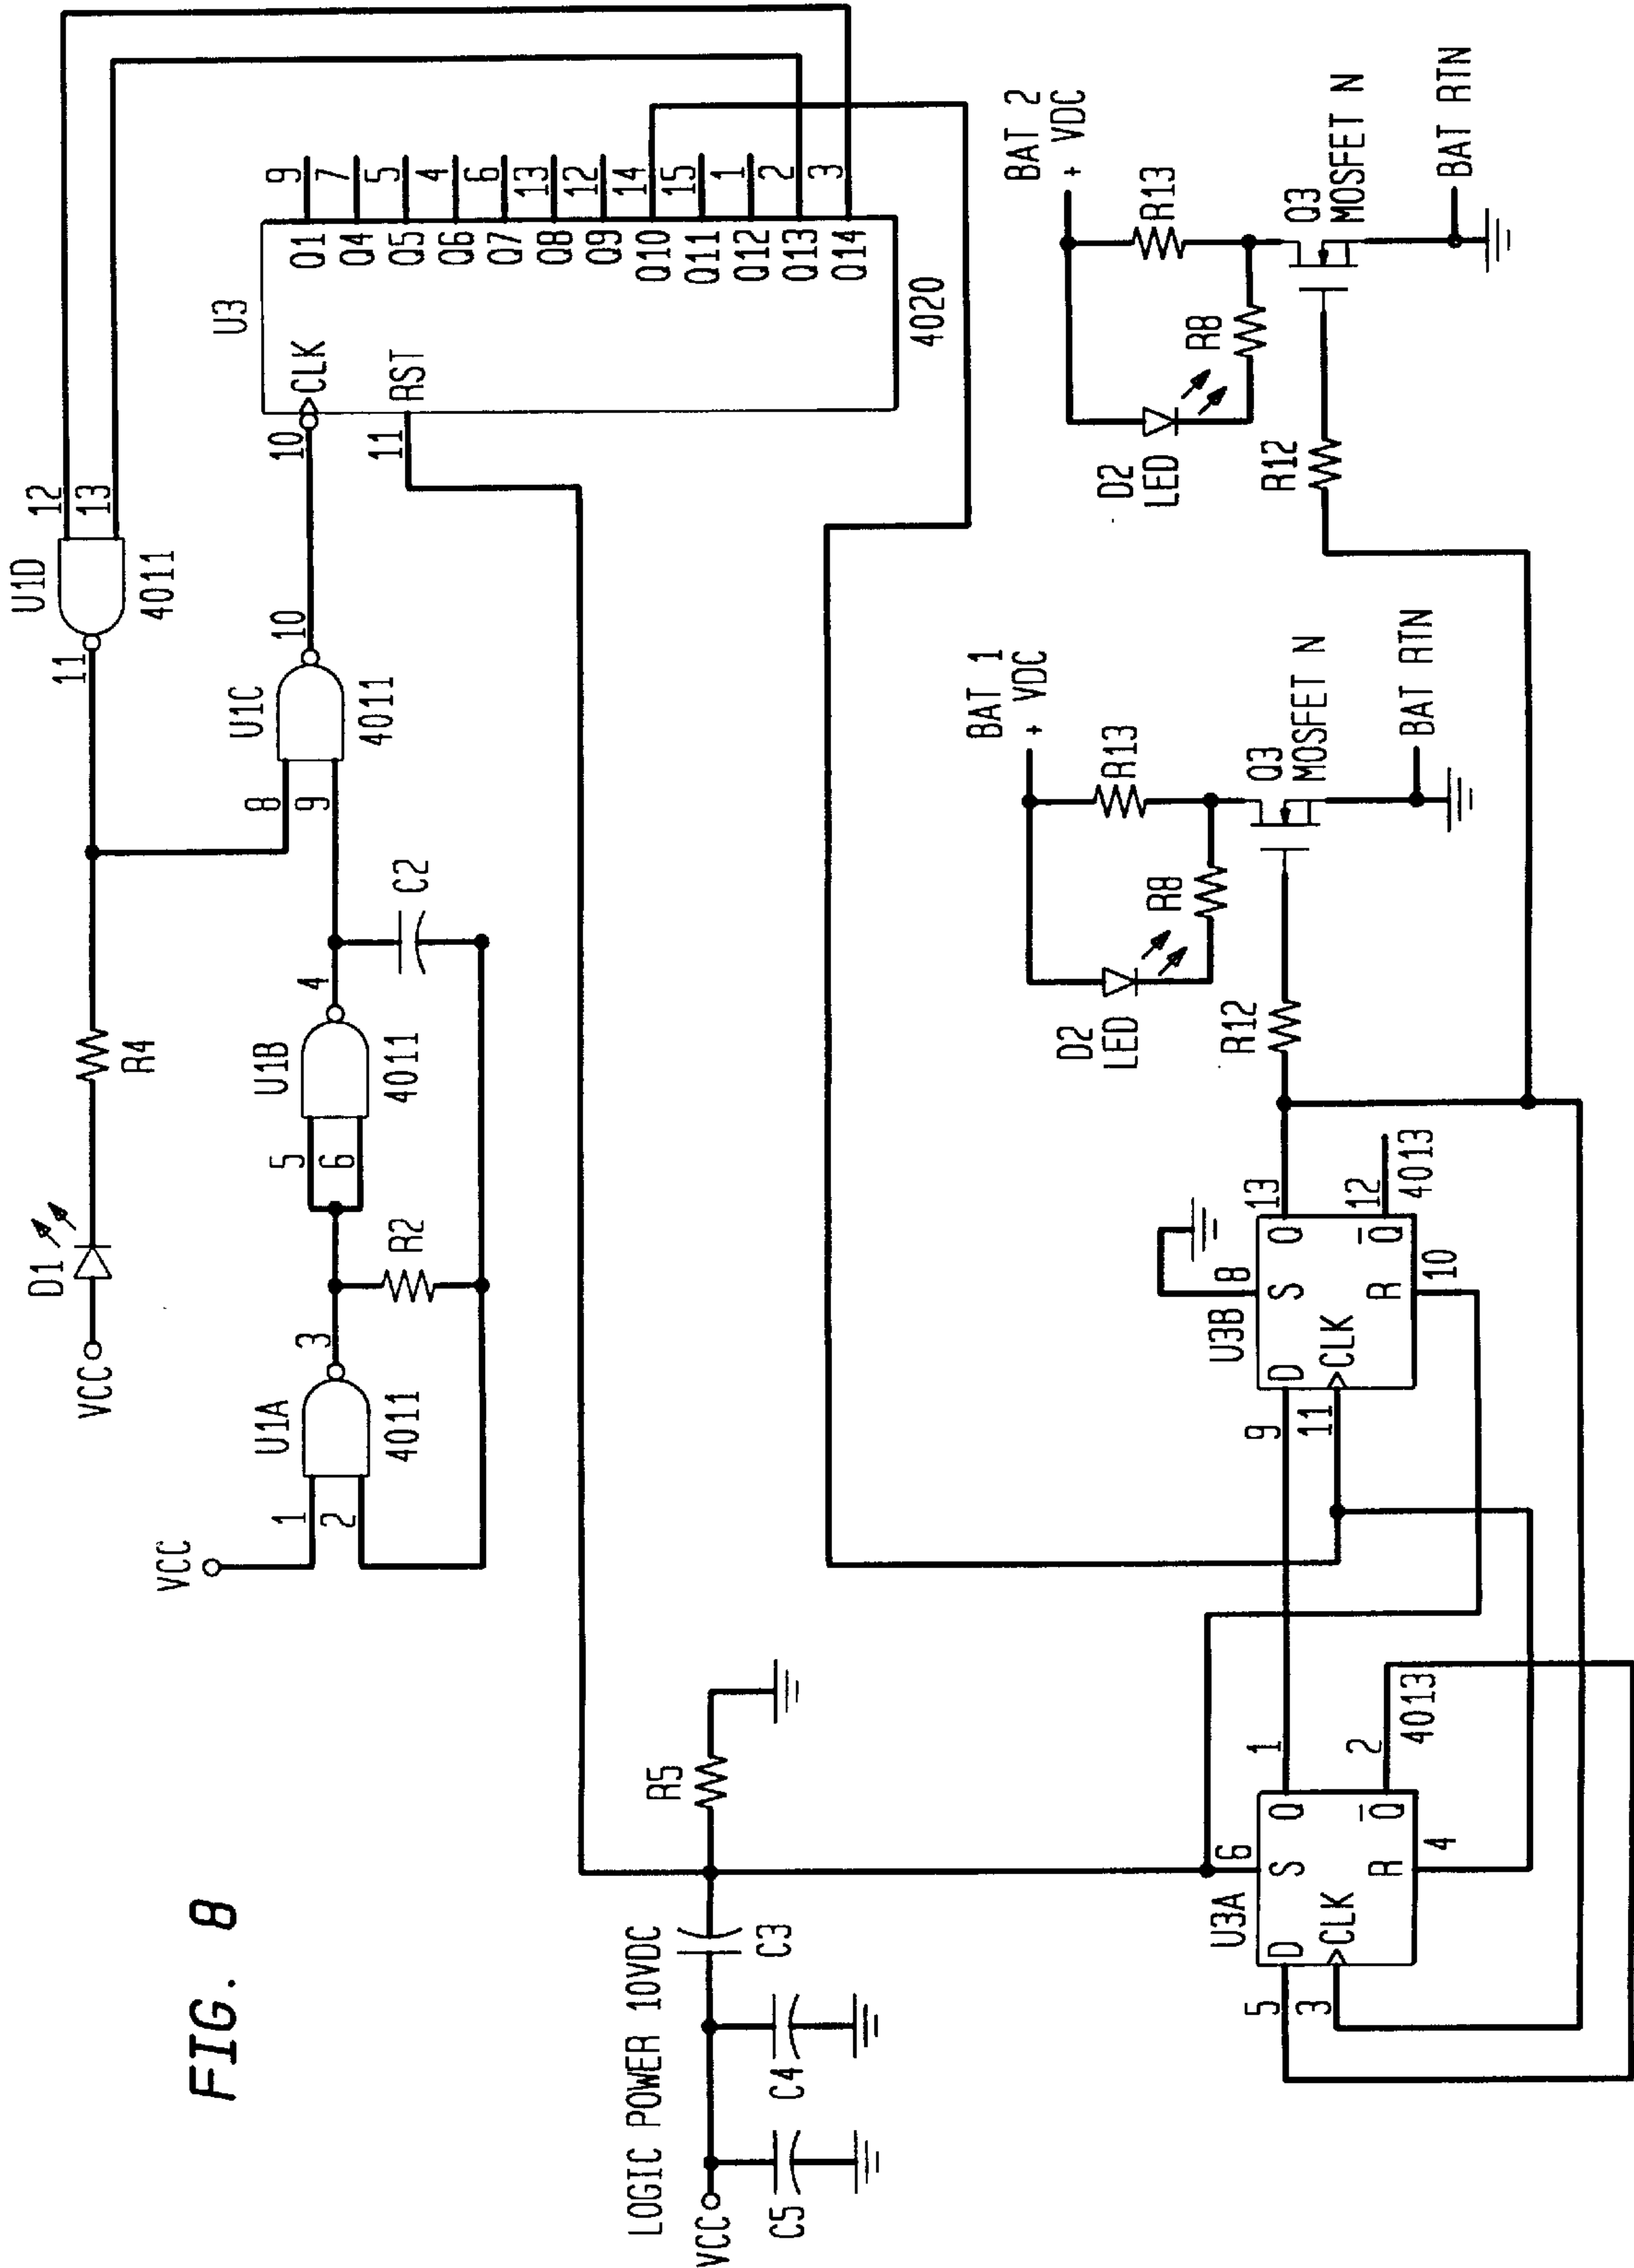 FIG. 8
VCC
D1
R4
U1D
4011
11
12
13
VCC
1
2
U1A
4011
3
R2
5
6
U1B
4011
4
C2
8
9
U1C
4011
10
10
11
U3
CLK
RST
4020
Q1
Q4
Q5
Q6
Q7
Q8
Q9
Q10
Q11
Q12
Q13
Q14
9
7
5
4
6
13
12
14
15
1
2
3
LOGIC POWER 10VDC
VCC
C5
C4
C3
R5
U3A
5
3
D
CLK
6
S
R
4
Q
Q̅
1
2
4013
U3B
9
11
D
CLK
8
S
R
10
Q
Q̅
13
12
4013
BAT 1
+ VDC
R13
D2
LED
R8
R12
Q3
MOSFET N
BAT RTN
BAT 2
+ VDC
R13
D2
LED
R8
R12
Q3
MOSFET N
BAT RTN